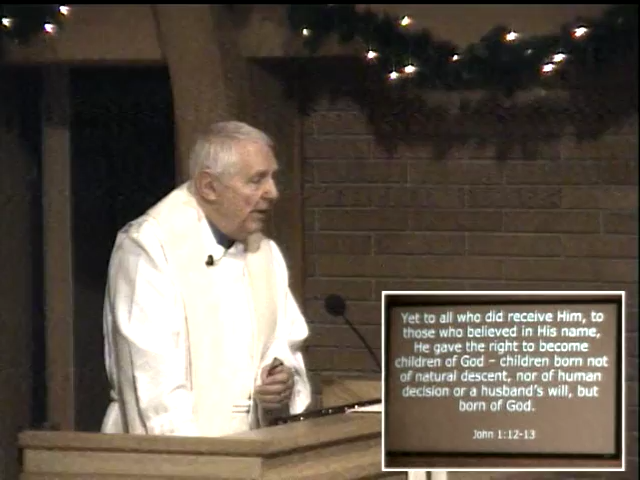 Yet to all who did receive Him, to
those who believed in His name,
He gave the right to become
children of God – children born not
of natural descent, nor of human
decision or a husband's will, but
born of God.
John 1:12-13